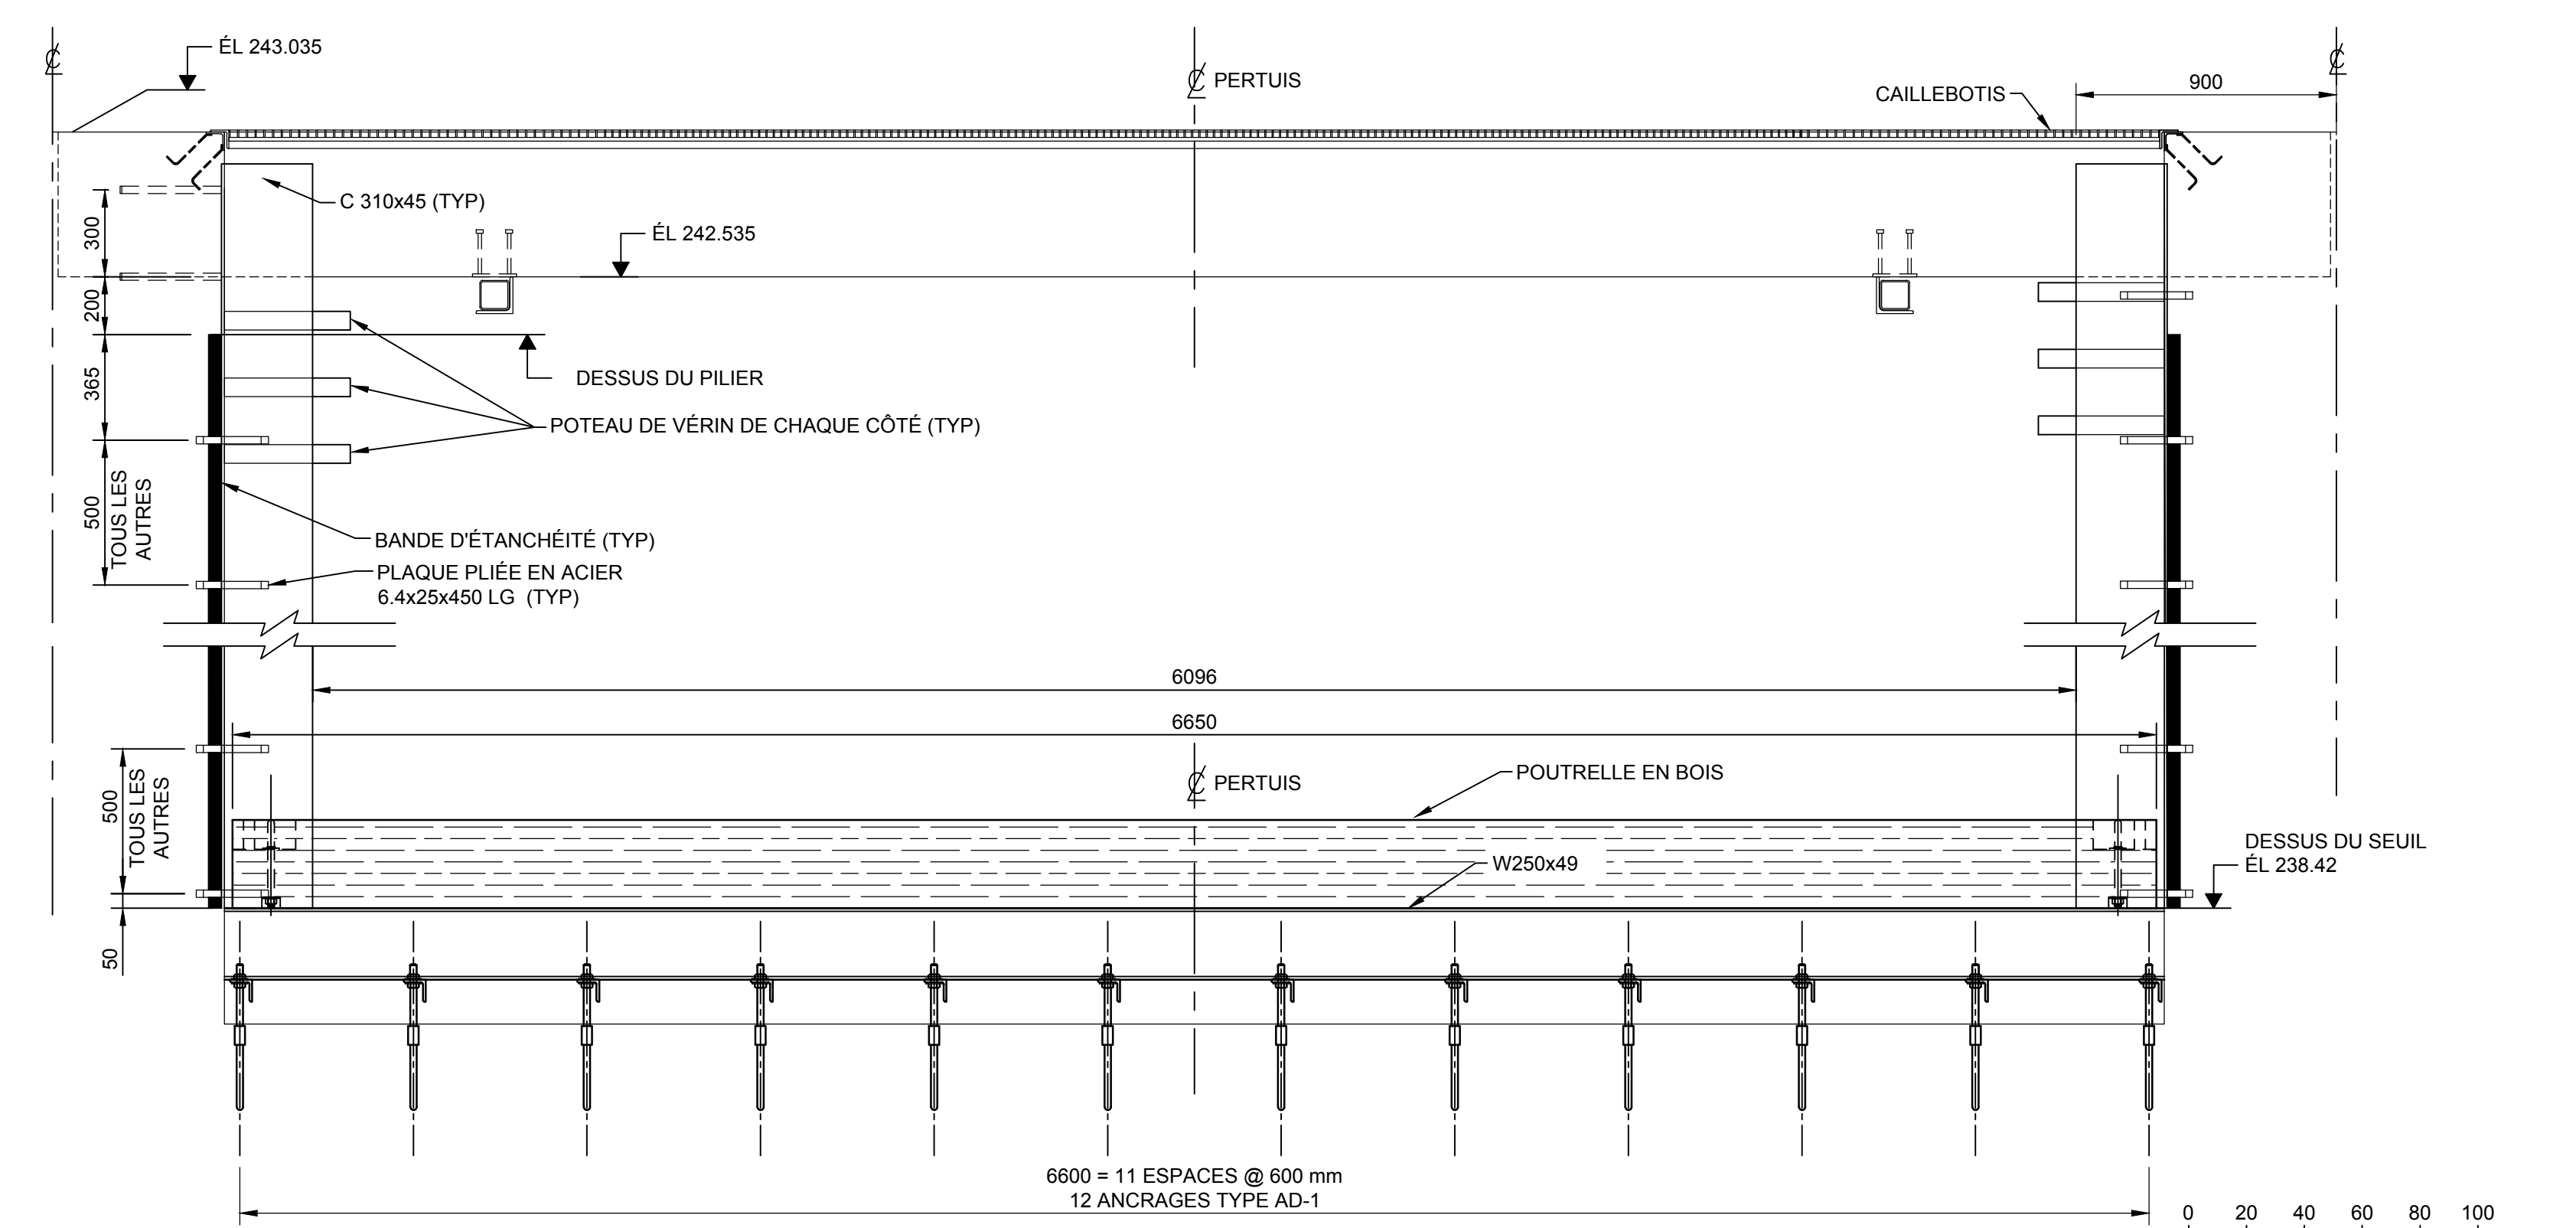 ÉL 243.035
℄
℄ PERTUIS
℄
900
CAILLEBOTIS
C 310x45 (TYP)
300
ÉL 242.535
200
DESSUS DU PILIER
365
POTEAU DE VÉRIN DE CHAQUE CÔTÉ (TYP)
500
TOUS LES
AUTRES
BANDE D'ÉTANCHÉITÉ (TYP)
PLAQUE PLIÉE EN ACIER
6.4x25x450 LG (TYP)
6096
6650
℄ PERTUIS
POUTRELLE EN BOIS
500
TOUS LES
AUTRES
W250x49
DESSUS DU SEUIL
ÉL 238.42
50
6600 = 11 ESPACES @ 600 mm
12 ANCRAGES TYPE AD-1
0 20 40 60 80 100